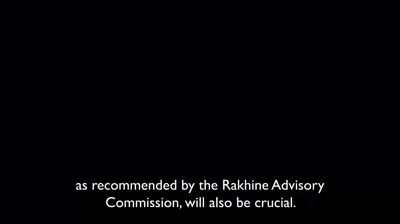 as recommended by the Rakhine Advisory
Commission, will also be crucial.